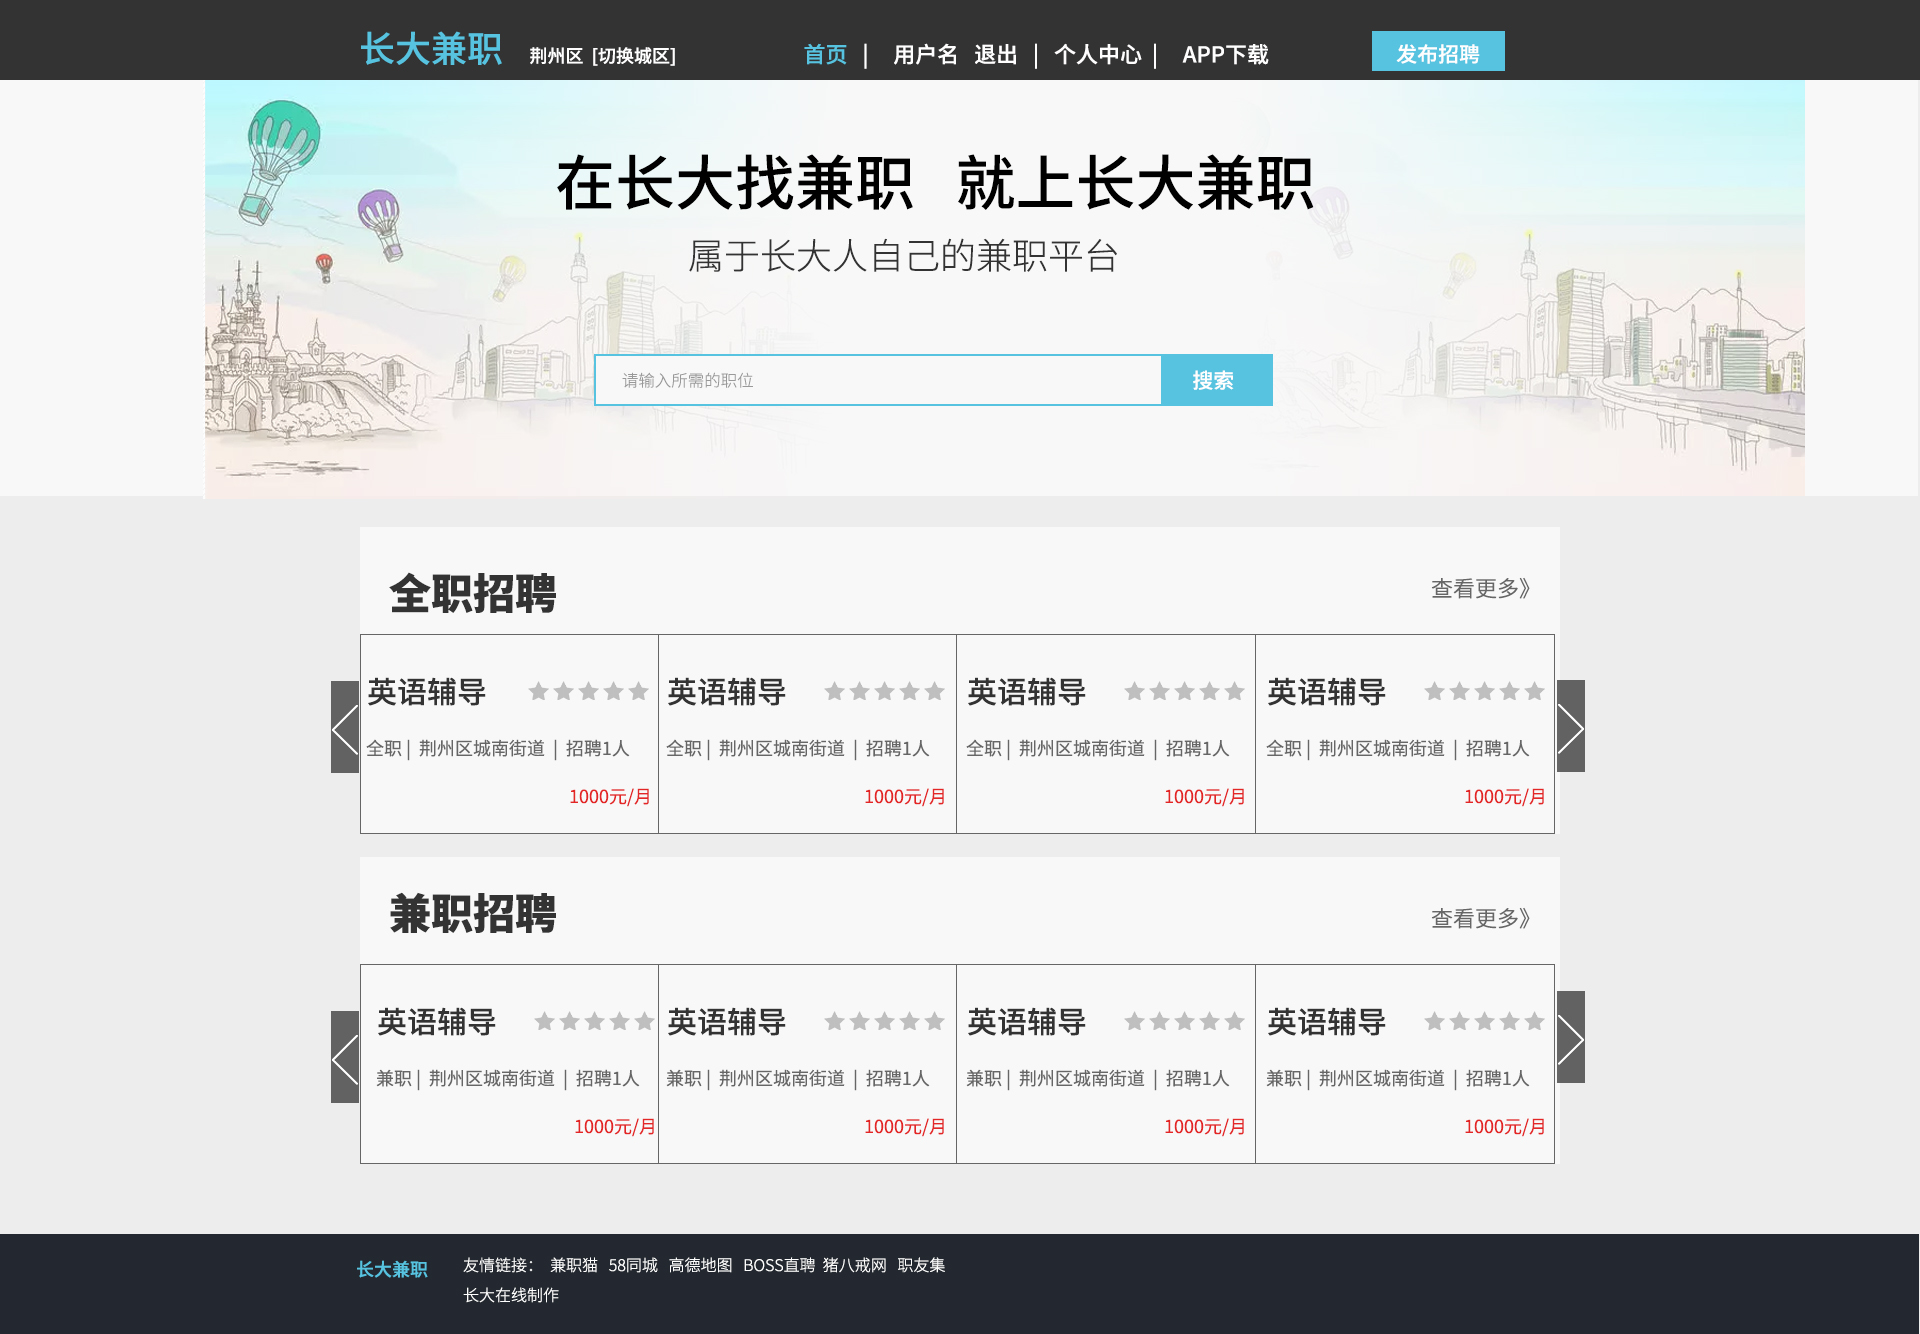 长大兼职 荆州区 [切换城区] 首页 | 用户名 退出 | 个人中心 | APP下载 发布招聘
在长大找兼职 就上长大兼职
属于长大人自己的兼职平台
请输入所需的职位 搜索
全职招聘 查看更多》
英语辅导 英语辅导 英语辅导 英语辅导
全职 | 荆州区城南街道 | 招聘1人 全职 | 荆州区城南街道 | 招聘1人 全职 | 荆州区城南街道 | 招聘1人 全职 | 荆州区城南街道 | 招聘1人
1000元/月 1000元/月 1000元/月 1000元/月
兼职招聘 查看更多》
英语辅导 英语辅导 英语辅导 英语辅导
兼职 | 荆州区城南街道 | 招聘1人 兼职 | 荆州区城南街道 | 招聘1人 兼职 | 荆州区城南街道 | 招聘1人 兼职 | 荆州区城南街道 | 招聘1人
1000元/月 1000元/月 1000元/月 1000元/月
长大兼职 友情链接： 兼职猫 58同城 高德地图 BOSS直聘 猪八戒网 职友集
长大在线制作